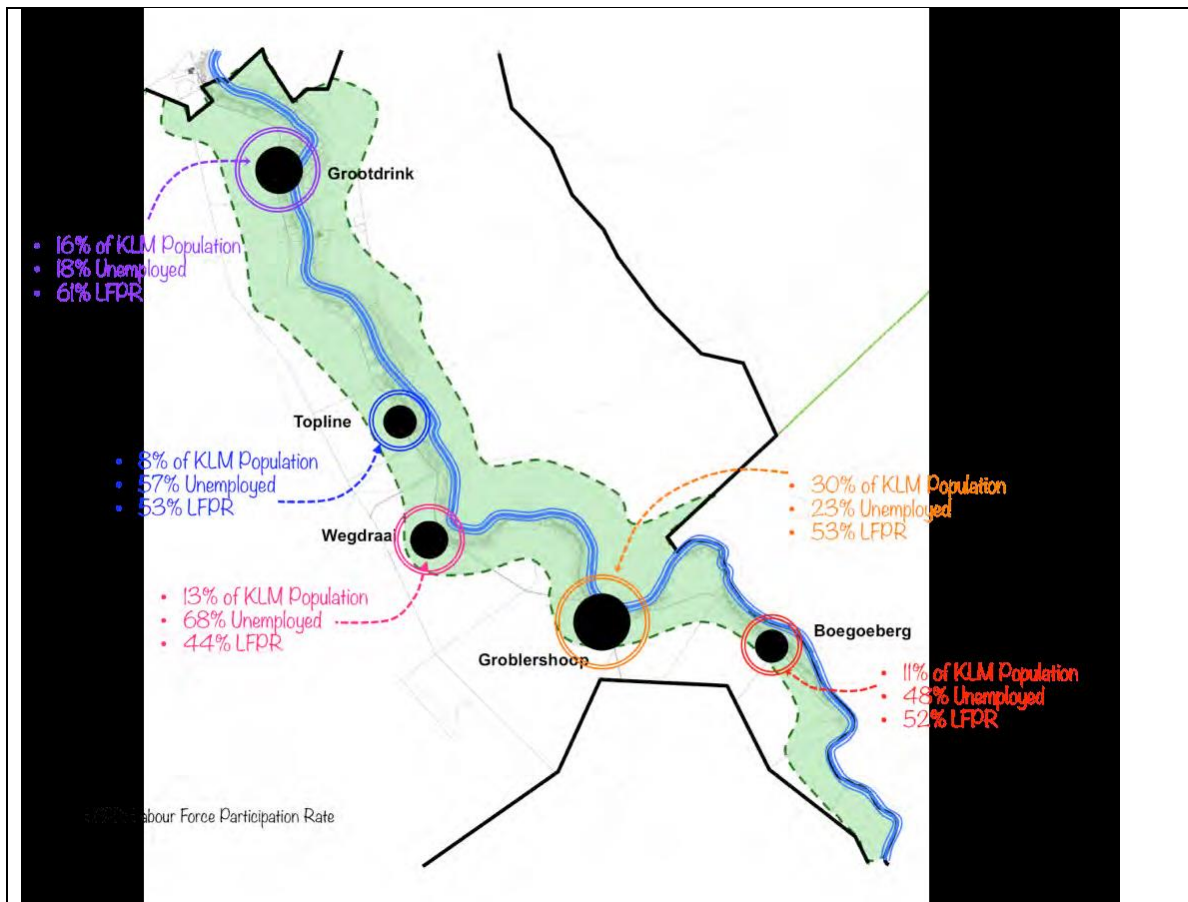 Grootdrink
• 16% of KLM Population
• 18% Unemployed
• 61% LFPR
Topline
• 8% of KLM Population
• 57% Unemployed
• 53% LFPR
Wegdraai
• 13% of KLM Population
• 68% Unemployed
• 44% LFPR
• 30% of KLM Population
• 23% Unemployed
• 53% LFPR
Groblershoop
Boegoeberg
• 11% of KLM Population
• 48% Unemployed
• 52% LFPR
Labour Force Participation Rate